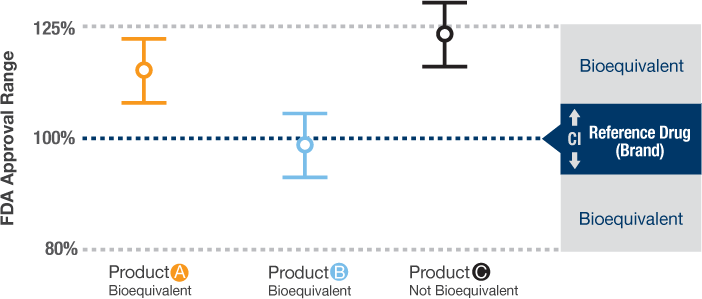 FDA Approval Range
125%
100%
80%
Bioequivalent
CI
Reference Drug
(Brand)
Bioequivalent
Product A
Bioequivalent
Product B
Bioequivalent
Product C
Not Bioequivalent